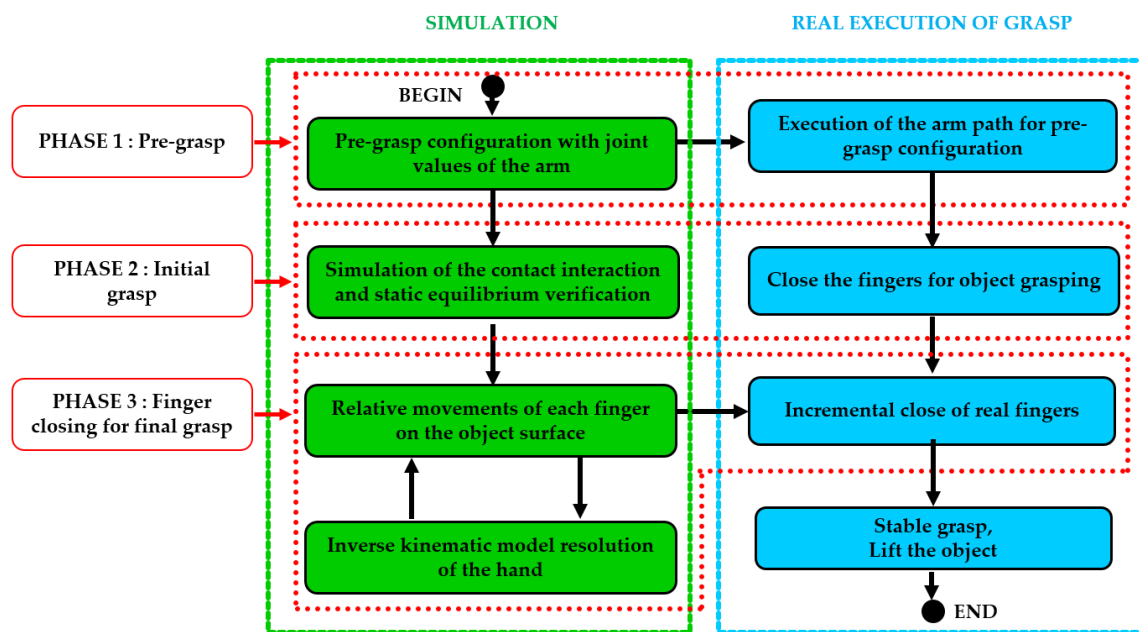 SIMULATION
REAL EXECUTION OF GRASP
BEGIN
PHASE 1 : Pre-grasp
Pre-grasp configuration with joint
values of the arm
Execution of the arm path for pre-
grasp configuration
PHASE 2 : Initial
grasp
Simulation of the contact interaction
and static equilibrium verification
Close the fingers for object grasping
PHASE 3 : Finger
closing for final grasp
Relative movements of each finger
on the object surface
Incremental close of real fingers
Inverse kinematic model resolution
of the hand
Stable grasp,
Lift the object
END